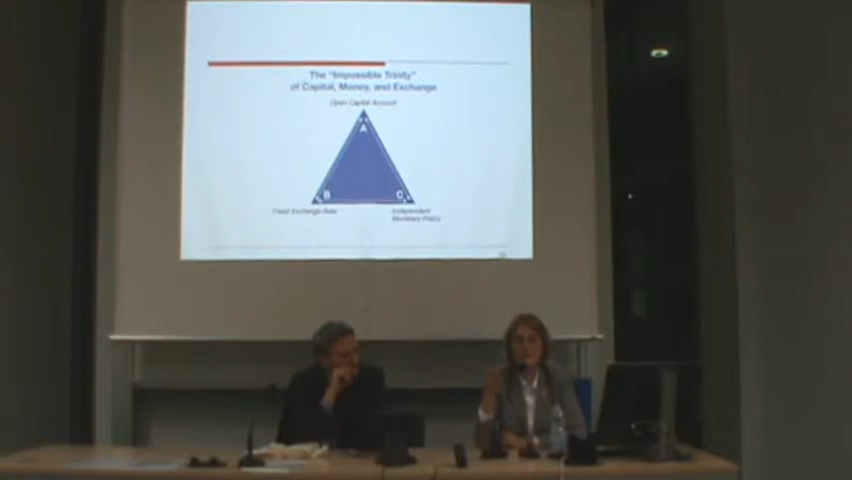 The "Impossible Trinity"
of Capital, Money, and Exchange
Open Capital Account
A
B
C
Fixed Exchange Rate
Independent
Monetary Policy